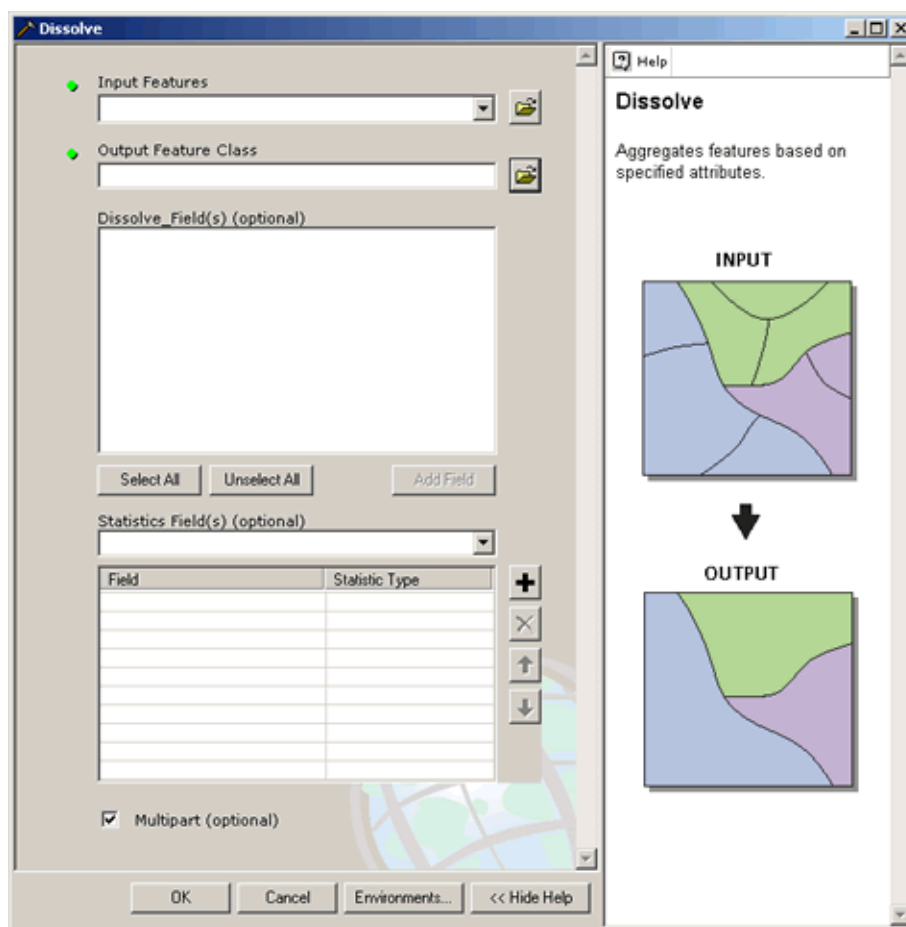 Dissolve
Input Features
Output Feature Class
Dissolve_Field(s) (optional)
Select All Unselect All Add Field
Statistics Field(s) (optional)
Field Statistic Type
Multipart (optional)
OK Cancel Environments... << Hide Help
Help
Dissolve
Aggregates features based on
specified attributes.
INPUT
OUTPUT